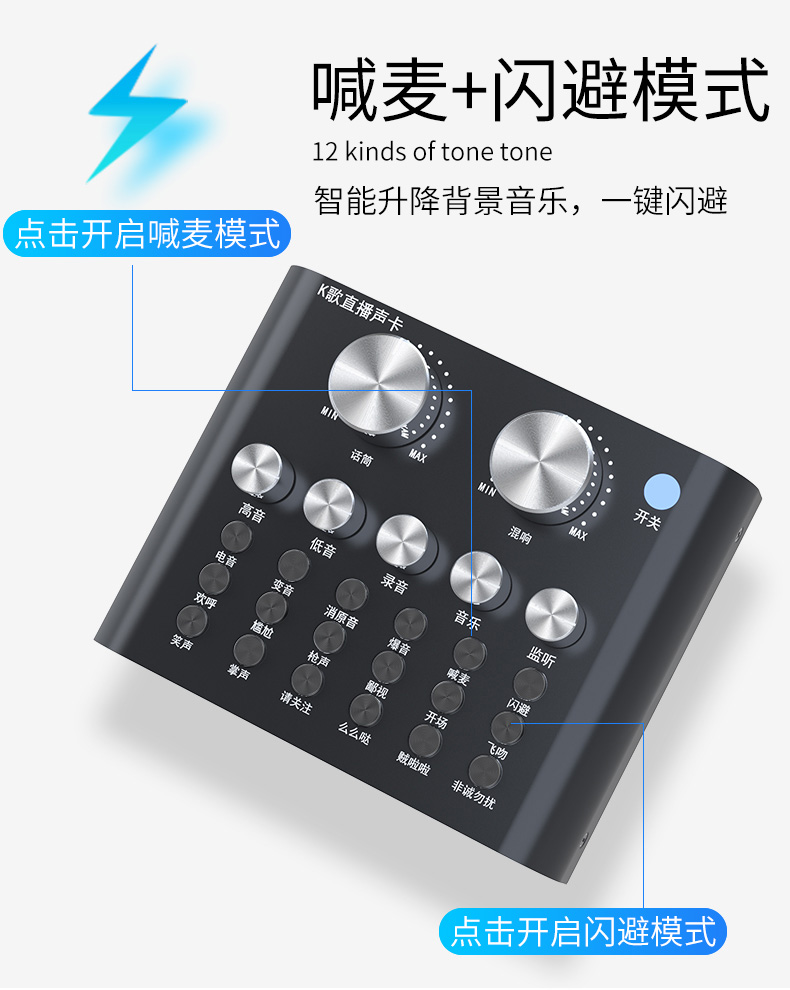 喊麦+闪避模式
12 kinds of tone tone
智能升降背景音乐，一键闪避
点击开启喊麦模式
K歌直播声卡
MIN
MAX
话筒
MIN
MAX
混响
开关
高音
低音
录音
音乐
监听
电音
变音
消原音
爆音
喊麦
闪避
欢呼
尴尬
枪声
鄙视
开场
飞吻
笑声
掌声
请关注
么么哒
贼啦啦
非诚勿扰
点击开启闪避模式